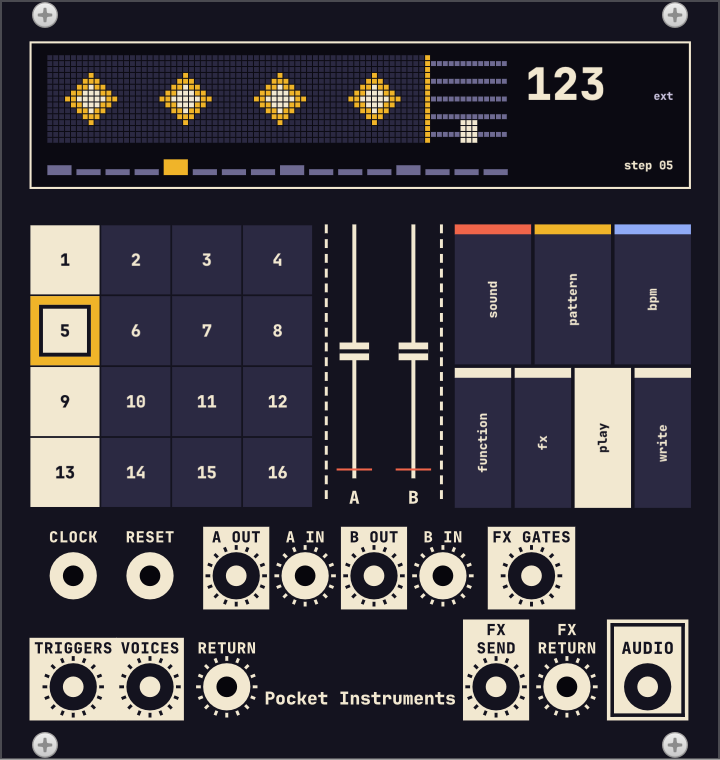 123
ext
step 05
1 2 3 4
5 6 7 8
9 10 11 12
13 14 15 16
A B
sound pattern bpm
function fx play write
CLOCK RESET A OUT A IN B OUT B IN FX GATES
TRIGGERS VOICES RETURN
Pocket Instruments
FX SEND
FX RETURN
AUDIO